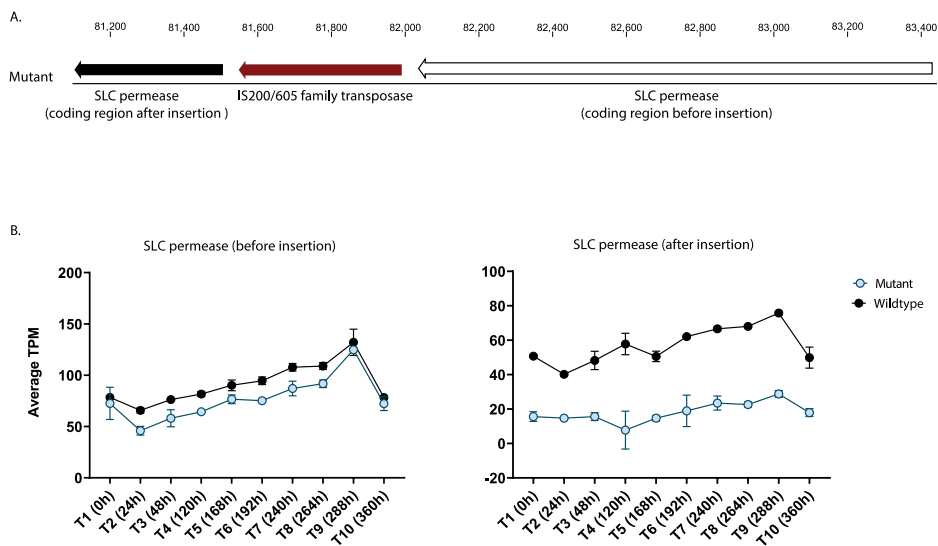 A.
81,200 81,400 81,600 81,800 82,000 82,200 82,400 82,600 82,800 83,000 83,200 83,400
Mutant
SLC permease
(coding region after insertion )
IS200/605 family transposase
SLC permease
(coding region before insertion)
B.
SLC permease (before insertion)
200
150
100
50
0
Average TPM
T1 (0h)
T2 (24h)
T3 (48h)
T4 (120h)
T5 (168h)
T6 (192h)
T7 (240h)
T8 (264h)
T9 (288h)
T10 (360h)
SLC permease (after insertion)
100
80
60
40
20
0
-20
T1 (0h)
T2 (24h)
T3 (48h)
T4 (120h)
T5 (168h)
T6 (192h)
T7 (240h)
T8 (264h)
T9 (288h)
T10 (360h)
Mutant
Wildtype